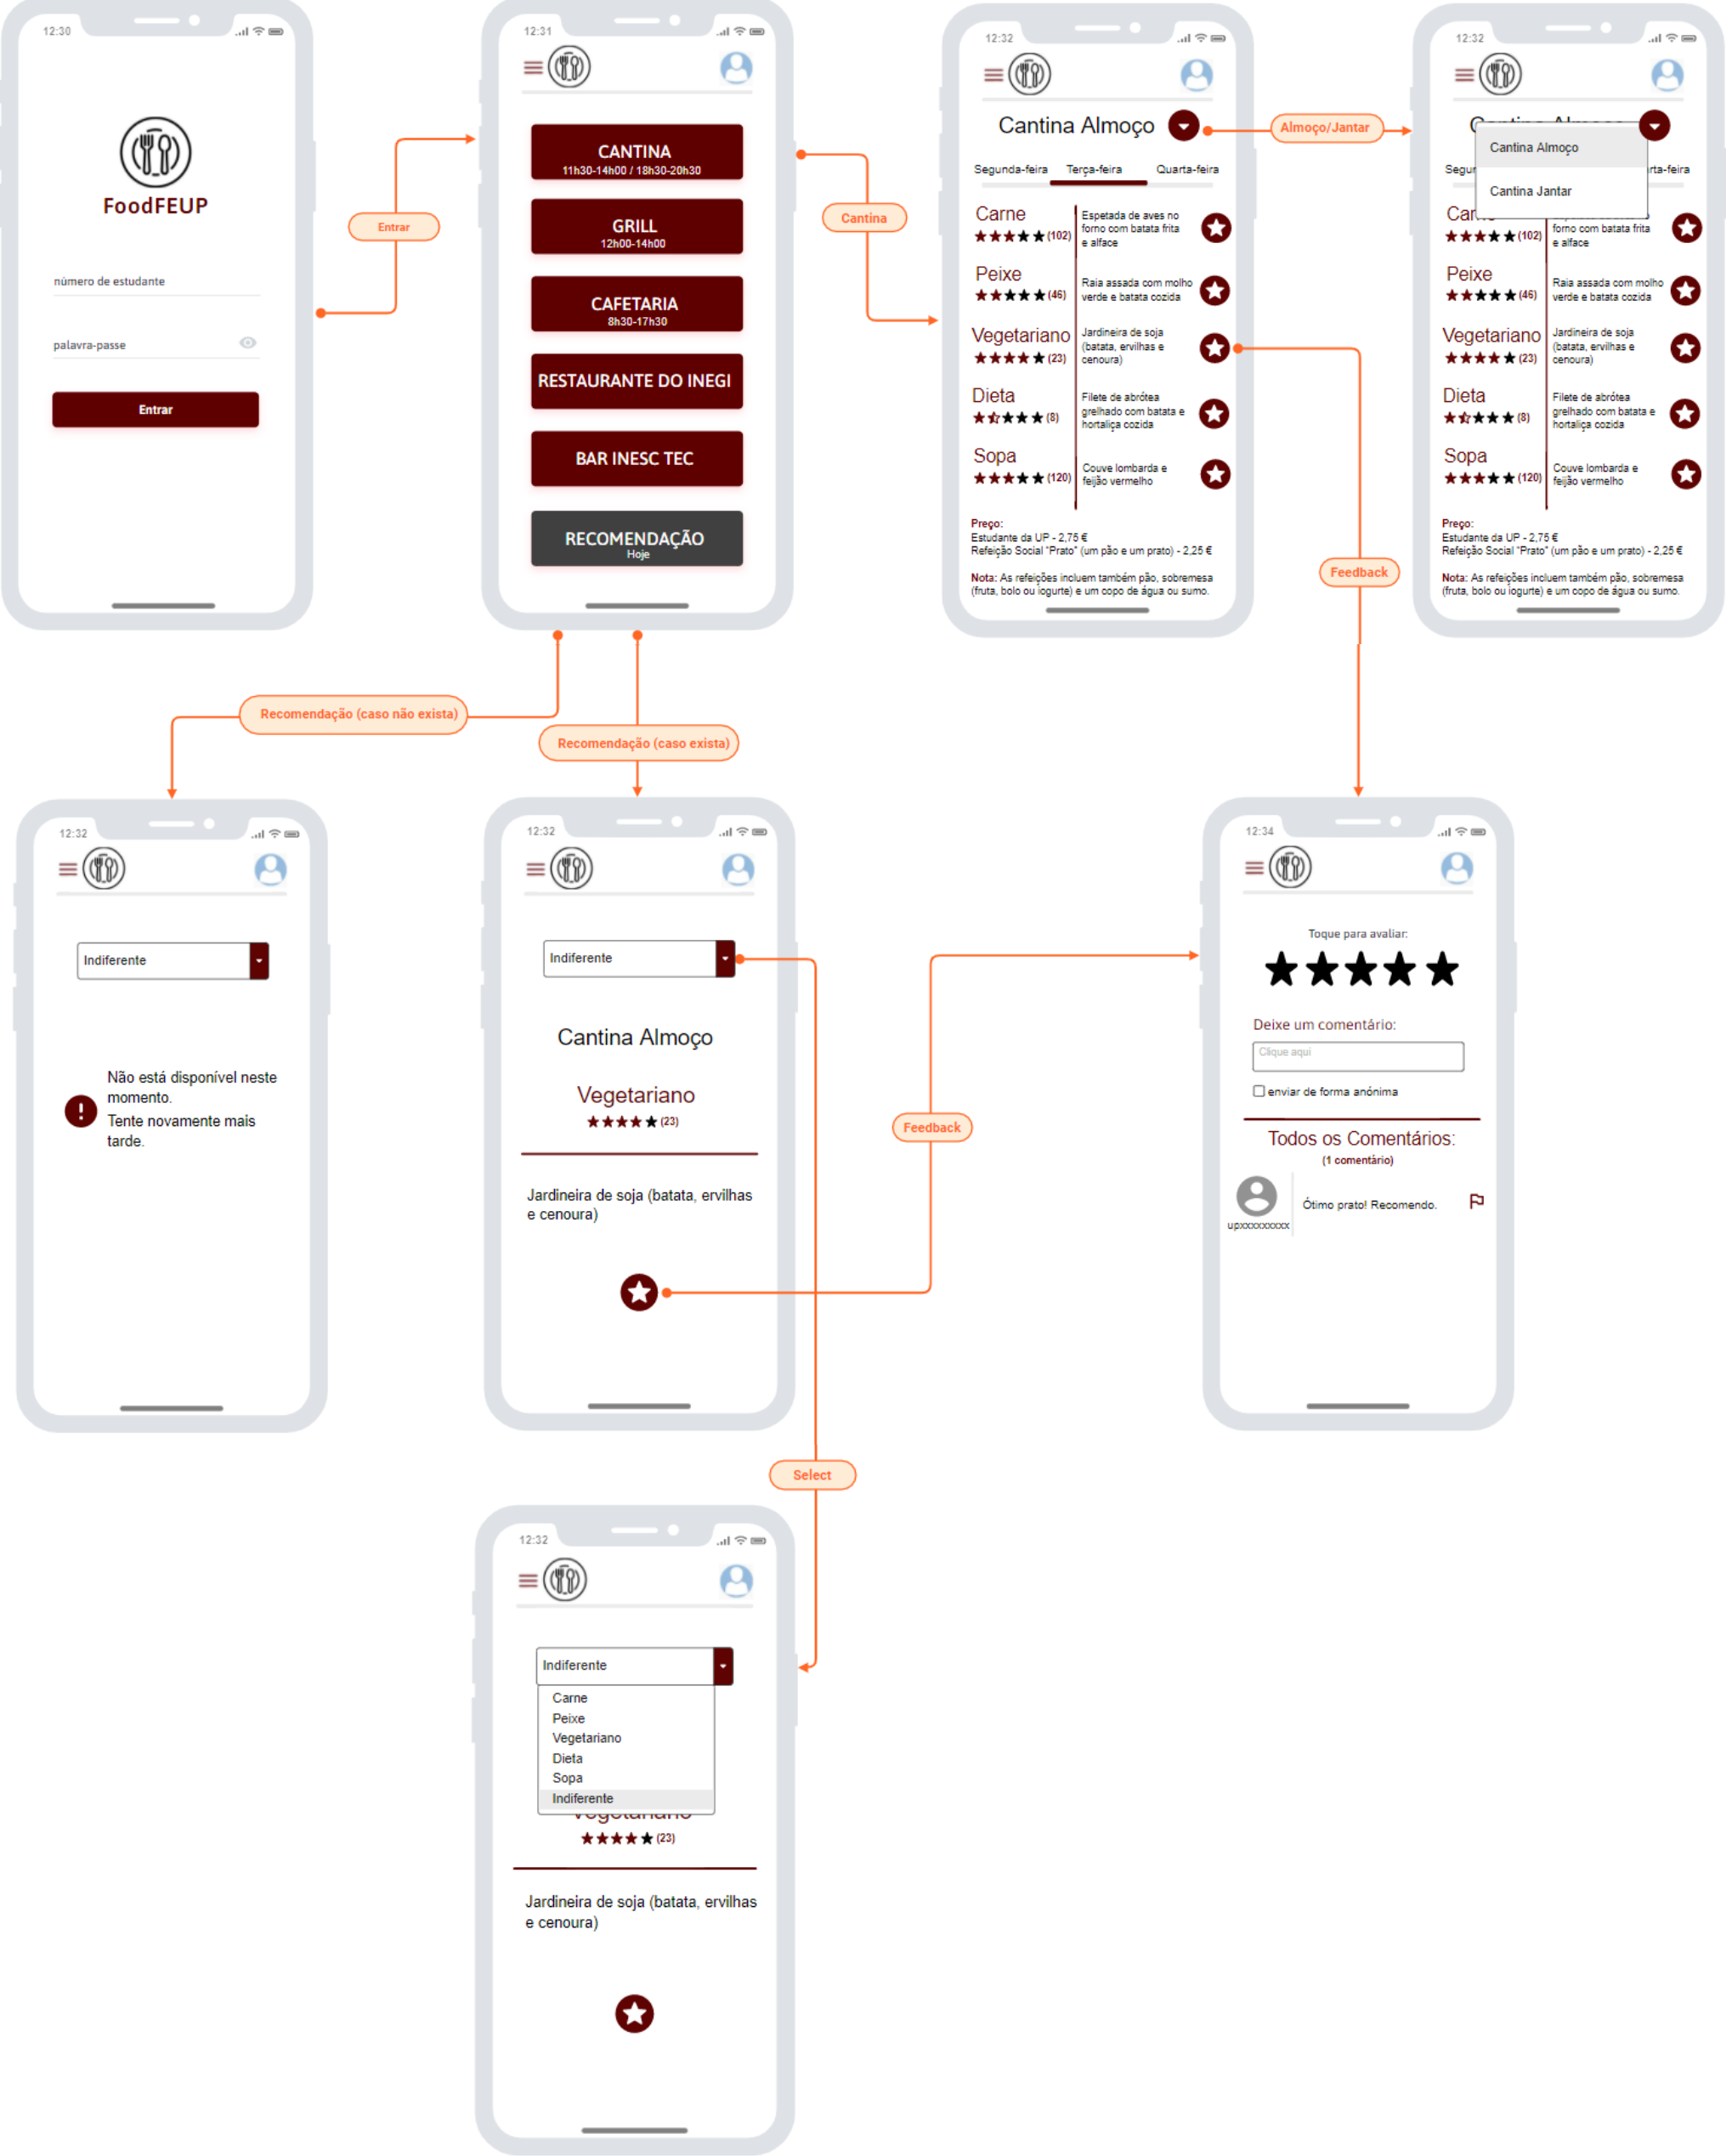 12:30
FoodFEUP
número de estudante
palavra-passe
Entrar
Entrar
12:31
CANTINA
11h30-14h00 / 18h30-20h30
GRILL
12h00-14h00
CAFETARIA
8h30-17h30
RESTAURANTE DO INEGI
BAR INESC TEC
RECOMENDAÇÃO
Hoje
Cantina
12:32
Cantina Almoço
Segunda-feira Terça-feira Quarta-feira
Carne
(102)
Espetada de aves no
forno com batata frita
e alface
Peixe
(46)
Raia assada com molho
verde e batata cozida
Vegetariano
(23)
Jardineira de soja
(batata, ervilhas e
cenoura)
Dieta
(8)
Filete de abrótea
grelhado com batata e
hortaliça cozida
Sopa
(120)
Couve lombarda e
feijão vermelho
Preço:
Estudante da UP - 2,75 €
Refeição Social "Prato" (um pão e um prato) - 2,25 €
Nota: As refeições incluem também pão, sobremesa
(fruta, bolo ou iogurte) e um copo de água ou sumo.
Almoço/Jantar
12:32
Cantina Almoço
Cantina Jantar
Segur rta-feira
Car
(102)
forno com batata frita
e alface
Peixe
(46)
Raia assada com molho
verde e batata cozida
Vegetariano
(23)
Jardineira de soja
(batata, ervilhas e
cenoura)
Dieta
(8)
Filete de abrótea
grelhado com batata e
hortaliça cozida
Sopa
(120)
Couve lombarda e
feijão vermelho
Preço:
Estudante da UP - 2,75 €
Refeição Social "Prato" (um pão e um prato) - 2,25 €
Nota: As refeições incluem também pão, sobremesa
(fruta, bolo ou iogurte) e um copo de água ou sumo.
Feedback
Recomendação (caso não exista)
Recomendação (caso exista)
12:32
Indiferente
Não está disponível neste
momento.
Tente novamente mais
tarde.
12:32
Indiferente
Cantina Almoço
Vegetariano
(23)
Jardineira de soja (batata, ervilhas
e cenoura)
Feedback
12:34
Toque para avaliar:
Deixe um comentário:
Clique aqui
enviar de forma anónima
Todos os Comentários:
(1 comentário)
upxxxxxxxxx
Ótimo prato! Recomendo.
Select
12:32
Indiferente
Carne
Peixe
Vegetariano
Dieta
Sopa
Indiferente
Vegetariano
(23)
Jardineira de soja (batata, ervilhas
e cenoura)